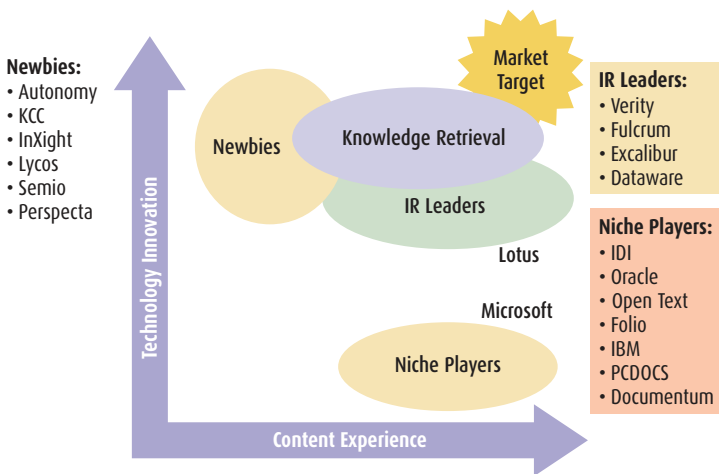 Newbies:
• Autonomy
• KCC
• InXight
• Lycos
• Semio
• Perspecta
Technology Innovation
Market
Target
Newbies
Knowledge Retrieval
IR Leaders
Lotus
Microsoft
Niche Players
Content Experience
IR Leaders:
• Verity
• Fulcrum
• Excalibur
• Dataware
Niche Players:
• IDI
• Oracle
• Open Text
• Folio
• IBM
• PCDOCS
• Documentum